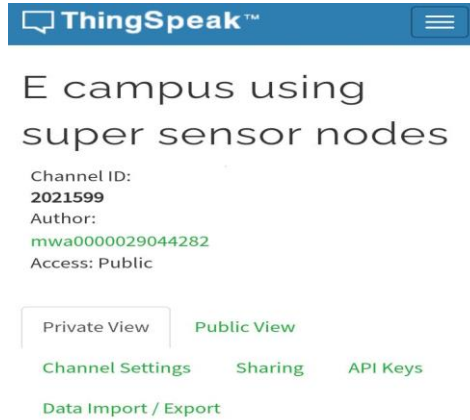 ThingSpeak™
E campus using
super sensor nodes
Channel ID:
2021599
Author:
mwa0000029044282
Access: Public
Private View Public View
Channel Settings Sharing API Keys
Data Import / Export